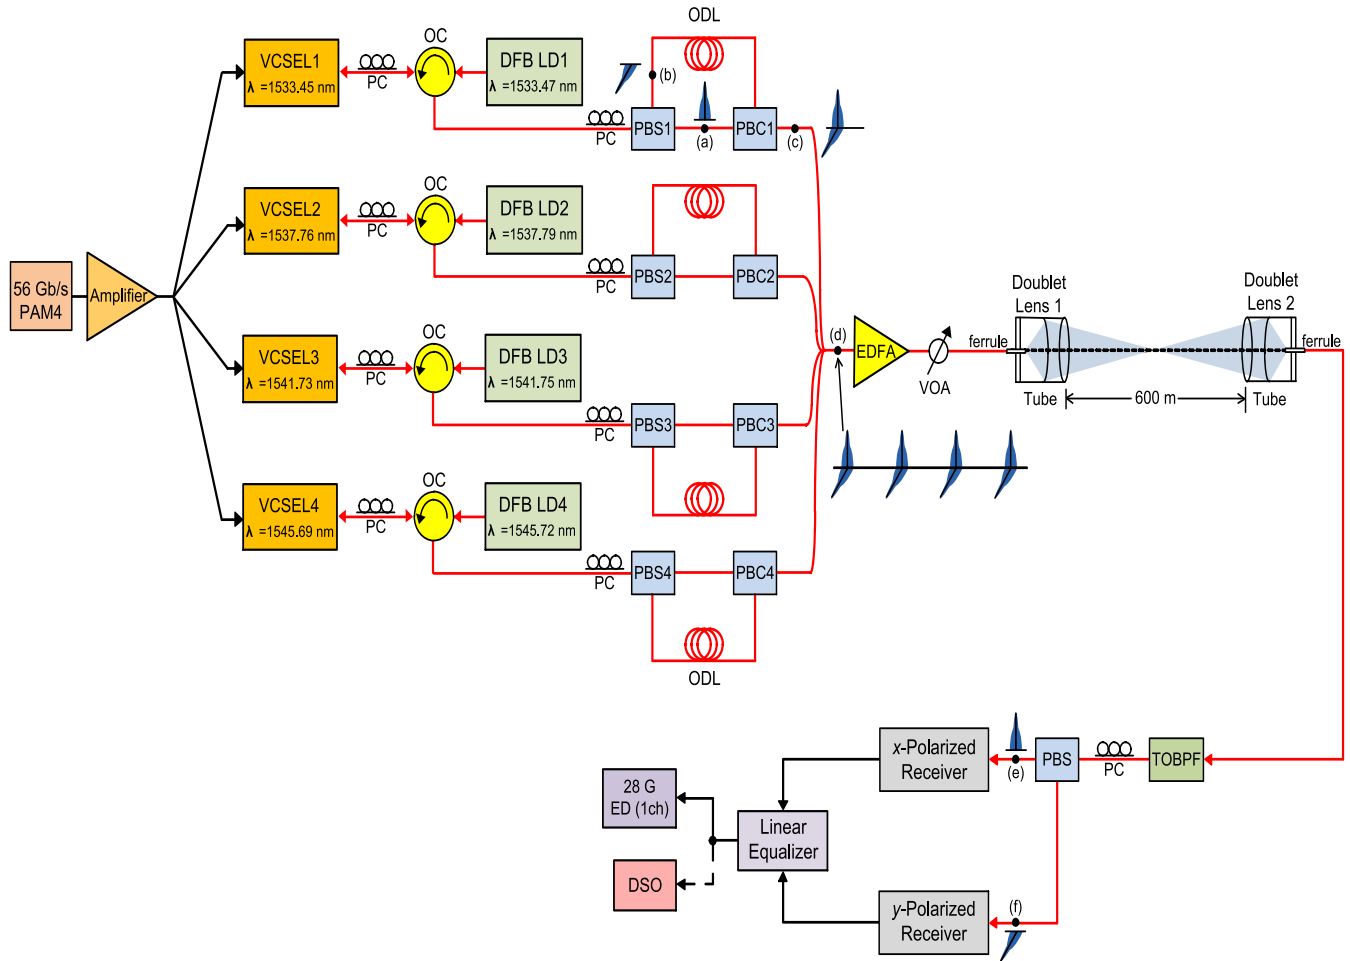 ODL
VCSEL1
λ =1533.45 nm
PC
OC
DFB LD1
λ =1533.47 nm
(b)
PC
PBS1
(a)
PBC1
(c)
VCSEL2
λ =1537.76 nm
PC
OC
DFB LD2
λ =1537.79 nm
PC
PBS2
PBC2
56 Gb/s
PAM4
Amplifier
VCSEL3
λ =1541.73 nm
PC
OC
DFB LD3
λ =1541.75 nm
PC
PBS3
PBC3
(d)
EDFA
VOA
ferrule
Doublet
Lens 1
Tube
600 m
Doublet
Lens 2
Tube
ferrule
VCSEL4
λ =1545.69 nm
PC
OC
DFB LD4
λ =1545.72 nm
PC
PBS4
PBC4
ODL
x-Polarized
Receiver
(e)
PBS
PC
TOBPF
28 G
ED (1ch)
Linear
Equalizer
DSO
y-Polarized
Receiver
(f)